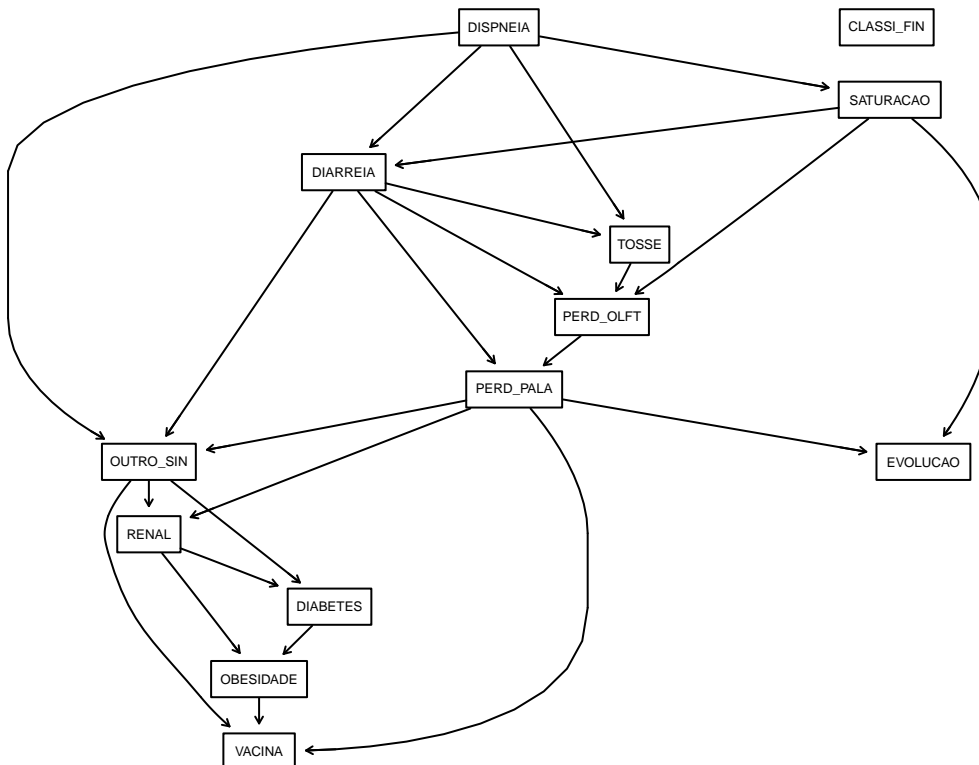 DISPNEIA
CLASSI_FIN
SATURACAO
DIARREIA
TOSSE
PERD_OLFT
PERD_PALA
OUTRO_SIN
EVOLUCAO
RENAL
DIABETES
OBESIDADE
VACINA